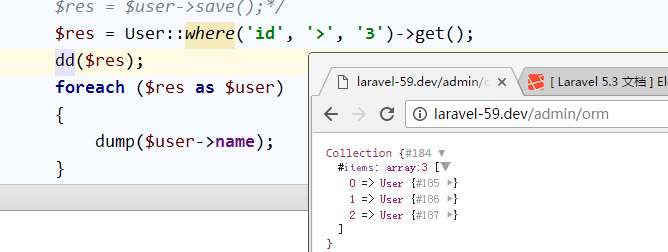 $res = $user->save();*/
$res = User::where('id', '>', '3')->get();
dd($res);
foreach ($res as $user)
{
dump($user->name);
}
laravel-59.dev/admin/o
[ Laravel 5.3 文档 ] El
laravel-59.dev/admin/orm
Collection {#184 ▼
#items: array:3 [▼
0 => User {#185 ▶}
1 => User {#186 ▶}
2 => User {#187 ▶}
]
}